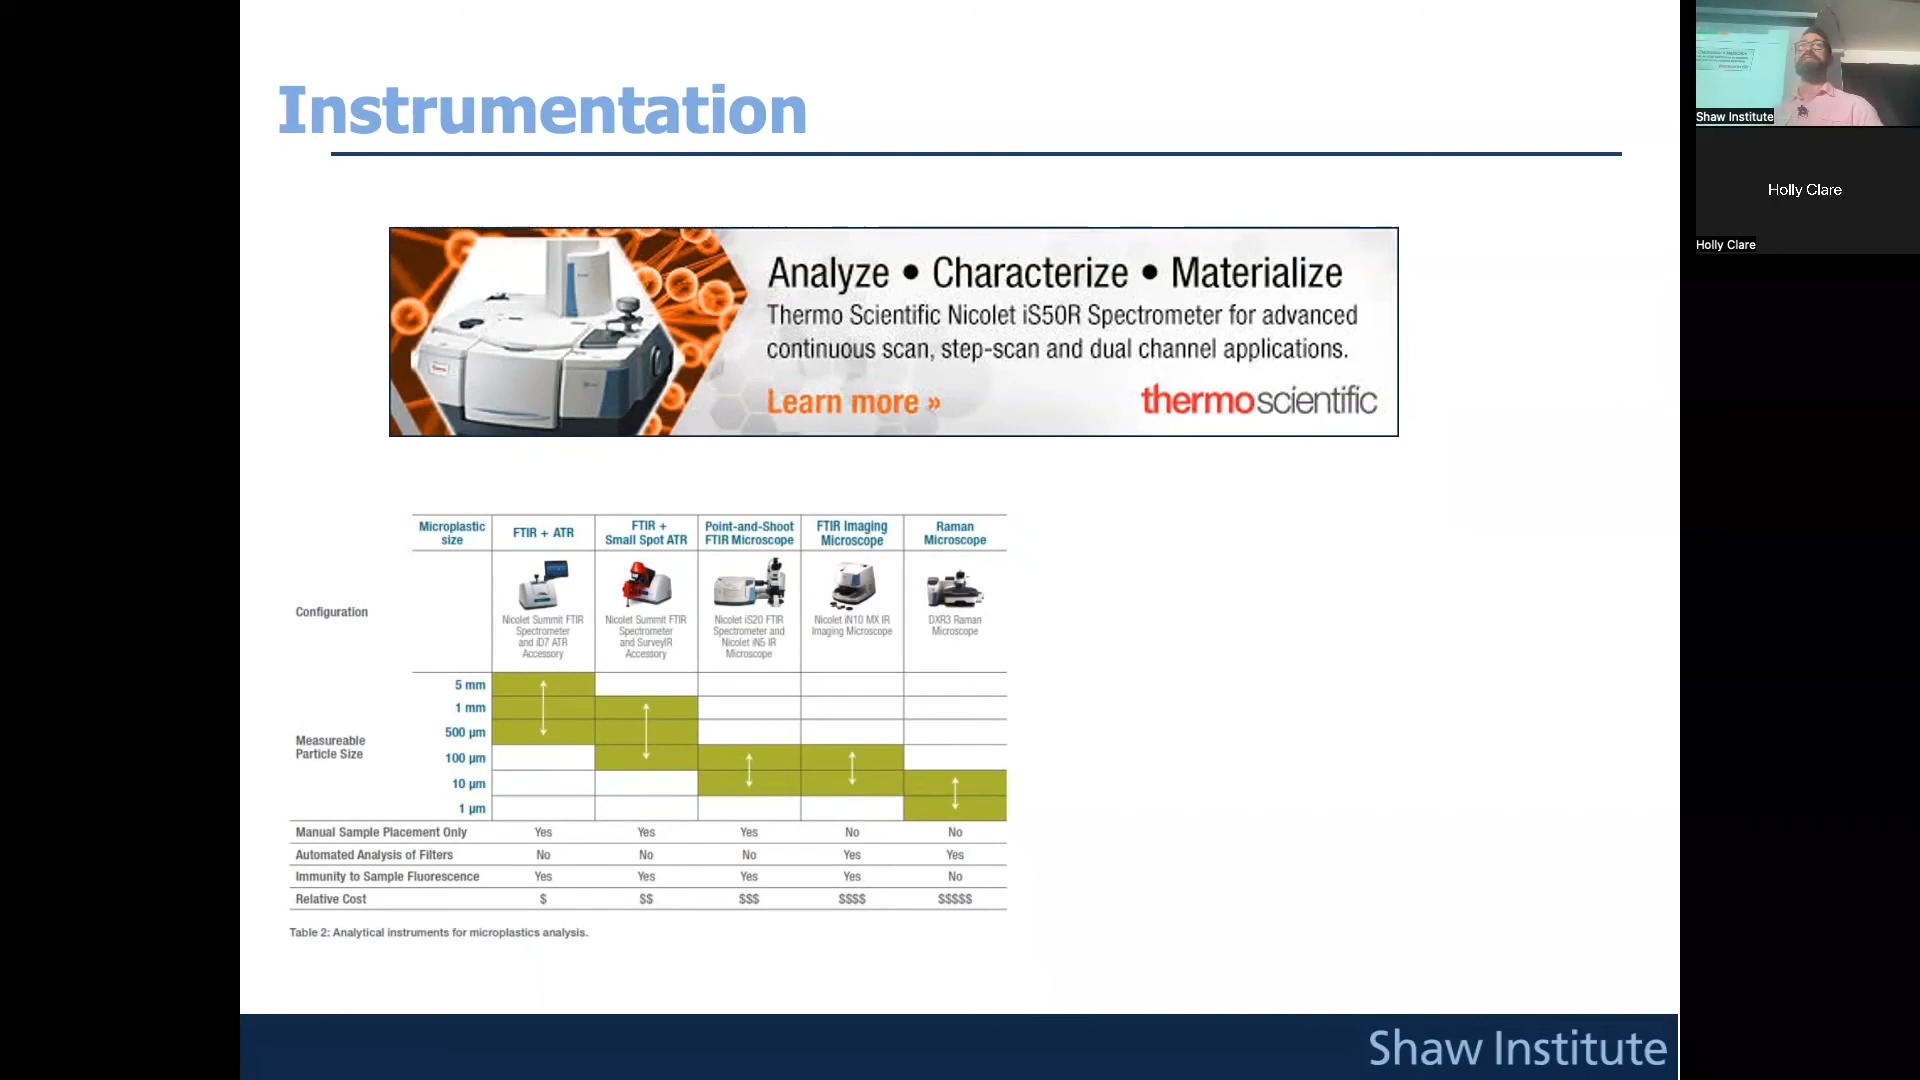 Instrumentation
Analyze • Characterize • Materialize
Thermo Scientific Nicolet iS50R Spectrometer for advanced
continuous scan, step-scan and dual channel applications.
Learn more »
thermoscientific
Microplastic size
FTIR + ATR
FTIR + Small Spot ATR
Point-and-Shoot FTIR Microscope
FTIR Imaging Microscope
Raman Microscope
Configuration
Nicolet Summit FTIR
Spectrometer
and iD7 ATR
Accessory
Nicolet Summit FTIR
Spectrometer
and SurveyIR
Accessory
Nicolet iS20 FTIR
Spectrometer and
Nicolet iN5 IR
Microscope
Nicolet iN10 MX IR
Imaging Microscope
DXR3 Raman
Microscope
Measureable
Particle Size
5 mm
1 mm
500 µm
100 µm
10 µm
1 µm
Manual Sample Placement Only Yes Yes Yes No No
Automated Analysis of Filters No No No Yes Yes
Immunity to Sample Fluorescence Yes Yes Yes Yes No
Relative Cost $ $$ $$$ $$$$ $$$$$
Table 2: Analytical instruments for microplastics analysis.
Shaw Institute
Shaw Institute
Holly Clare
Holly Clare